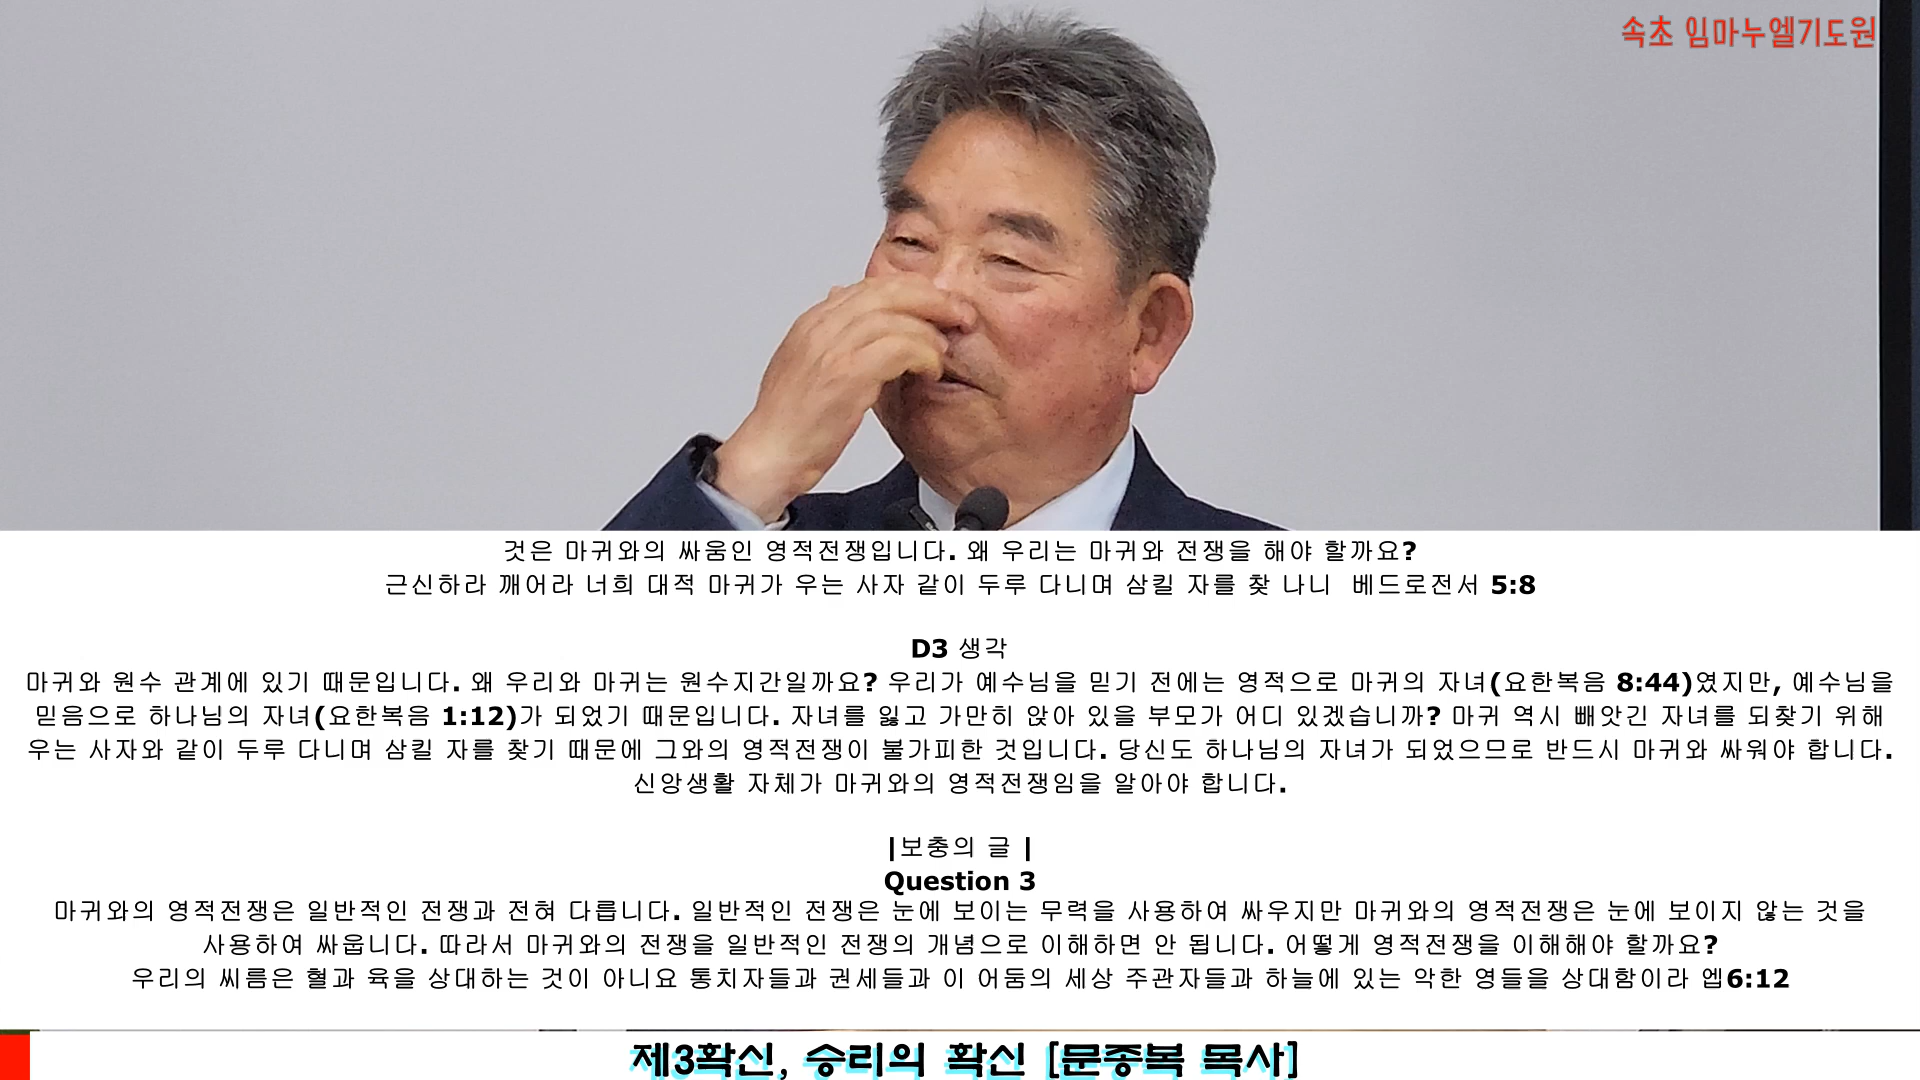 속초 임마누엘기도원
것은 마귀와의 싸움인 영적전쟁입니다. 왜 우리는 마귀와 전쟁을 해야 할까요?
근신하라 깨어라 너희 대적 마귀가 우는 사자 같이 두루 다니며 삼킬 자를 찾 나니 베드로전서 5:8
D3 생각
마귀와 원수 관계에 있기 때문입니다. 왜 우리와 마귀는 원수지간일까요? 우리가 예수님을 믿기 전에는 영적으로 마귀의 자녀(요한복음 8:44)였지만, 예수님을
믿음으로 하나님의 자녀(요한복음 1:12)가 되었기 때문입니다. 자녀를 잃고 가만히 앉아 있을 부모가 어디 있겠습니까? 마귀 역시 빼앗긴 자녀를 되찾기 위해
우는 사자와 같이 두루 다니며 삼킬 자를 찾기 때문에 그와의 영적전쟁이 불가피한 것입니다. 당신도 하나님의 자녀가 되었으므로 반드시 마귀와 싸워야 합니다.
신앙생활 자체가 마귀와의 영적전쟁임을 알아야 합니다.
|보충의 글 |
Question 3
마귀와의 영적전쟁은 일반적인 전쟁과 전혀 다릅니다. 일반적인 전쟁은 눈에 보이는 무력을 사용하여 싸우지만 마귀와의 영적전쟁은 눈에 보이지 않는 것을
사용하여 싸웁니다. 따라서 마귀와의 전쟁을 일반적인 전쟁의 개념으로 이해하면 안 됩니다. 어떻게 영적전쟁을 이해해야 할까요?
우리의 씨름은 혈과 육을 상대하는 것이 아니요 통치자들과 권세들과 이 어둠의 세상 주관자들과 하늘에 있는 악한 영들을 상대함이라 엡6:12
제3확신, 승리의 확신 [문종복 목사]